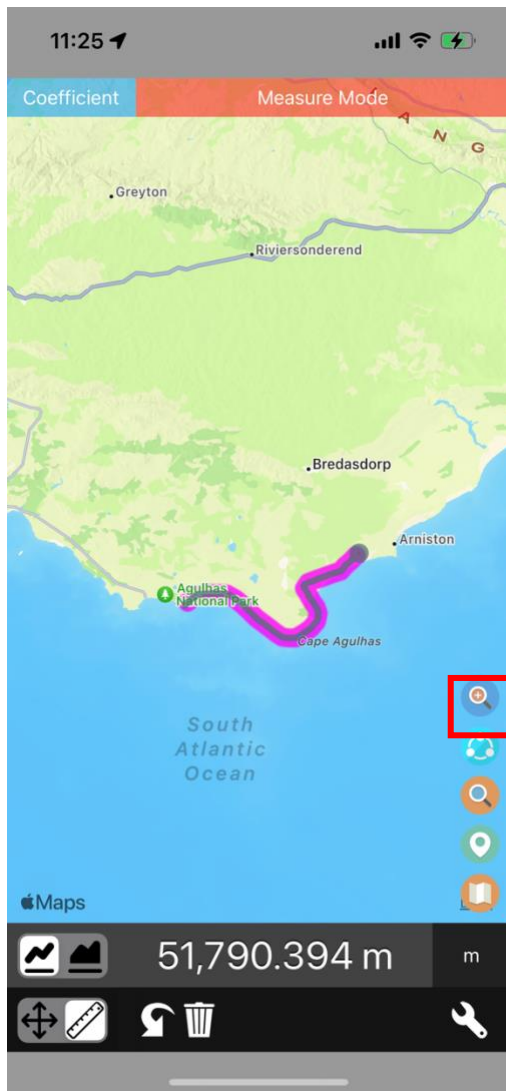 11:25
Coefficient
Measure Mode
L A N G
Greyton
Riviersonderend
Bredasdorp
Arniston
Agulhas
National Park
Cape Agulhas
South
Atlantic
Ocean
Maps
51,790.394 m
m